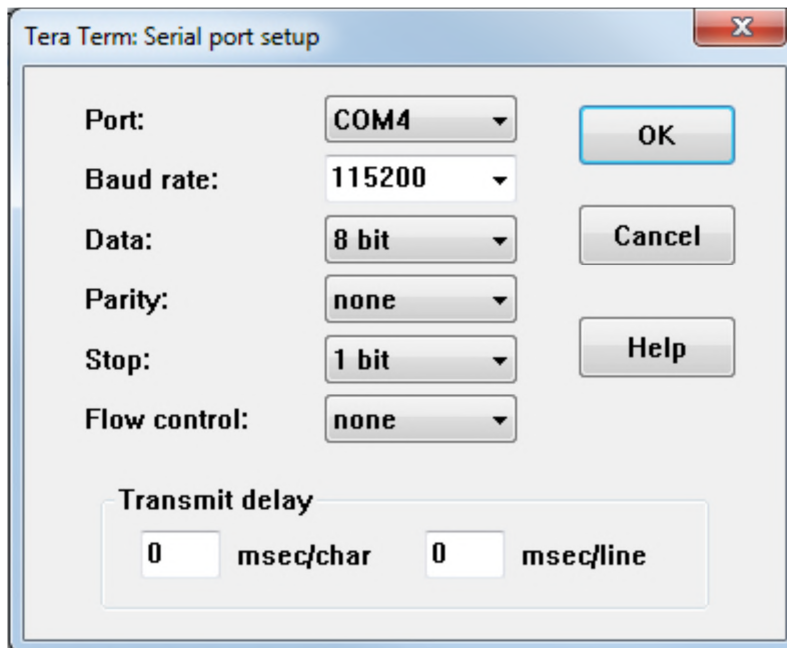 Tera Term: Serial port setup
Port: COM4 OK
Baud rate: 115200
Data: 8 bit Cancel
Parity: none
Stop: 1 bit Help
Flow control: none
Transmit delay
0 msec/char 0 msec/line